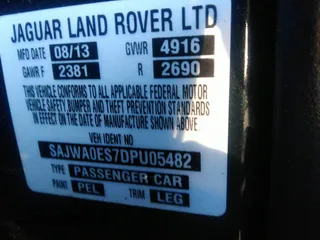 JAGUAR LAND ROVER LTD
MFD DATE 08/13 GVWR 4916
GAWR F 2381 R 2690
THIS VEHICLE CONFORMS TO ALL APPLICABLE FEDERAL MOTOR
VEHICLE SAFETY, BUMPER AND THEFT PREVENTION STANDARDS
IN EFFECT ON THE DATE OF MANUFACTURE SHOWN ABOVE.
VEH IDENT NO
SAJWA0ES7DPU05482
TYPE PASSENGER CAR
PAINT PEL TRIM LEG